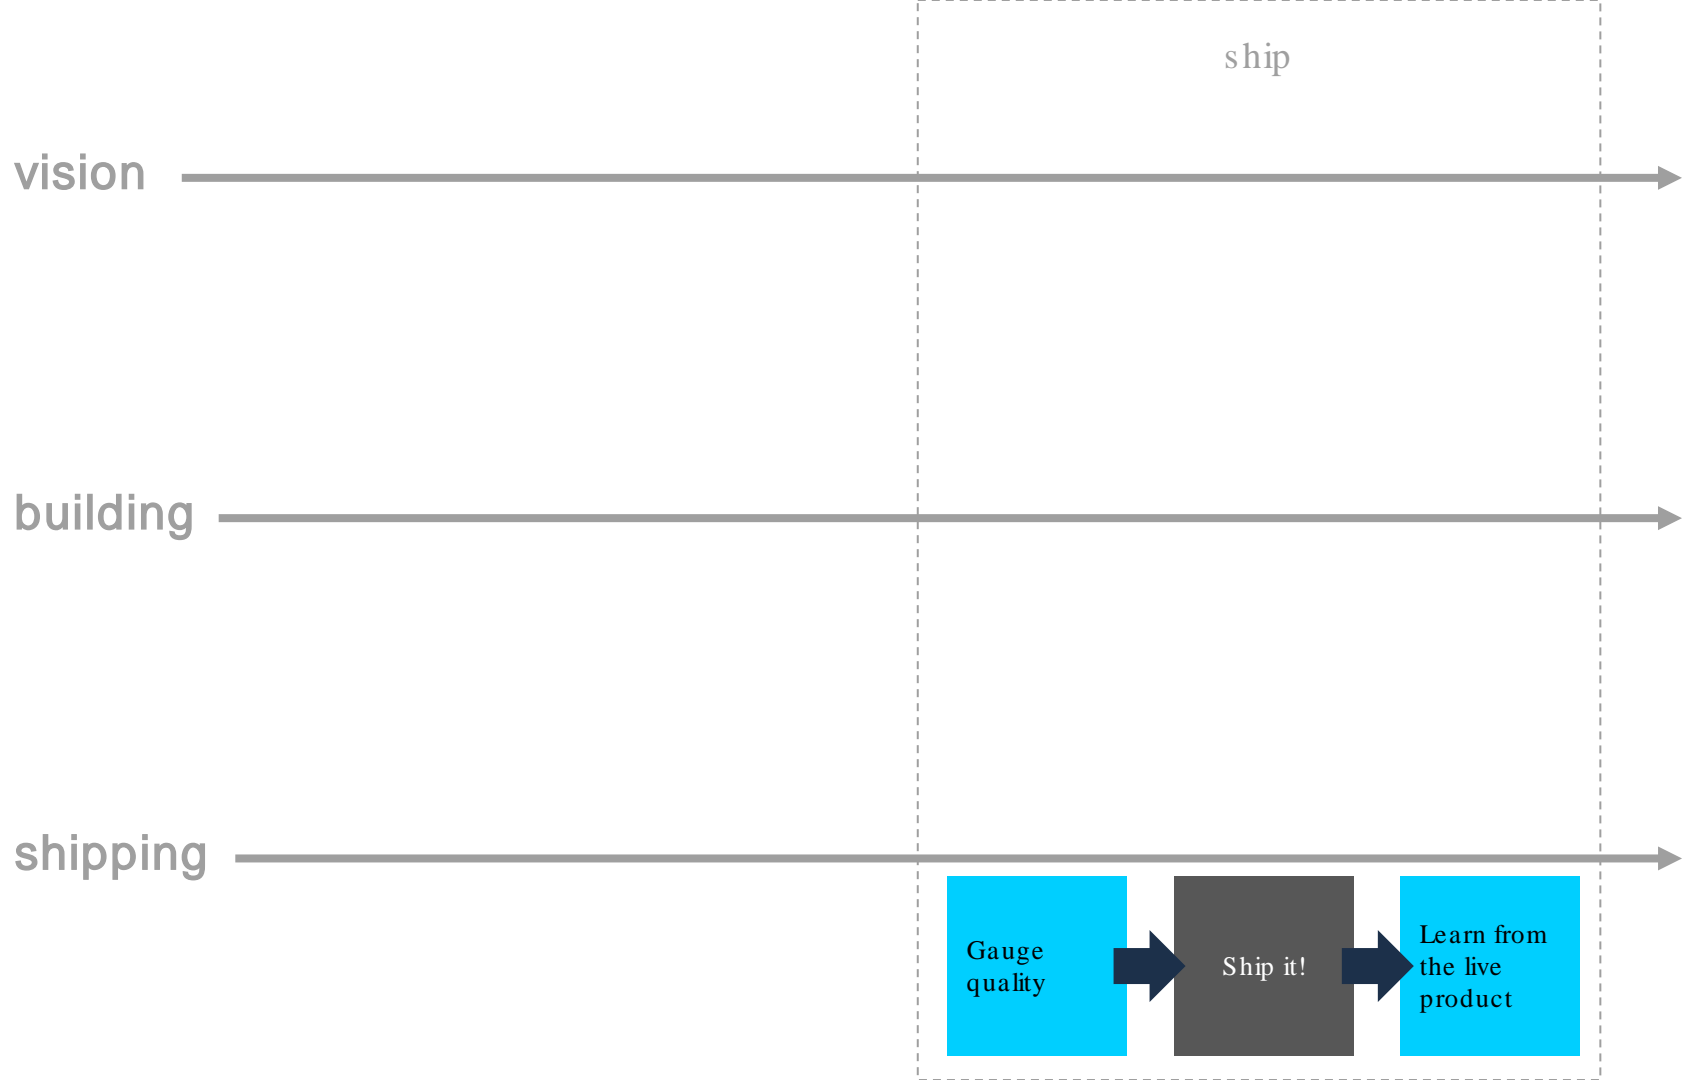 ship
vision
building
shipping
Gauge
quality
Ship it!
Learn from
the live
product